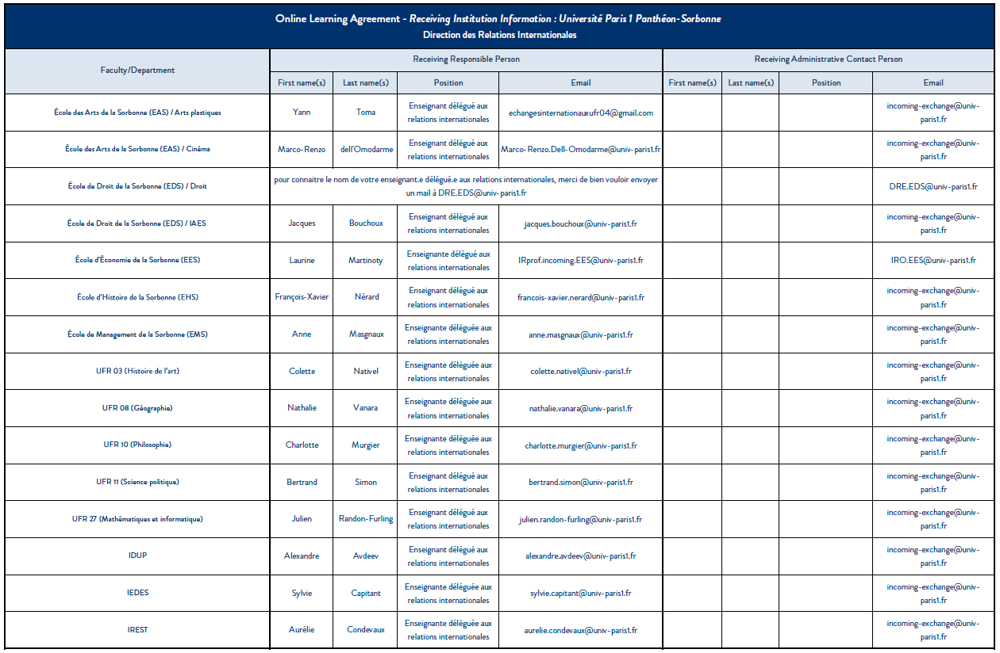 Online Learning Agreement - Receiving Institution Information : Université Paris 1 Panthéon-Sorbonne
Direction des Relations Internationales
Faculty/Department
Receiving Responsible Person
Receiving Administrative Contact Person
First name(s) Last name(s) Position Email First name(s) Last name(s) Position Email
École des Arts de la Sorbonne (EAS) / Arts plastiques Yann Toma Enseignant délégué aux relations internationales echangesinternationauxufr04@gmail.com incoming-exchange@univ-paris1.fr
École des Arts de la Sorbonne (EAS) / Cinéma Marco-Renzo dell'Omodarme Enseignant délégué aux relations internationales Marco-Renzo.Dell-Omodarme@univ-paris1.fr incoming-exchange@univ-paris1.fr
École de Droit de la Sorbonne (EDS) / Droit pour connaitre le nom de votre enseignant.e délégué.e aux relations internationales, merci de bien vouloir envoyer un mail à DRE.EDS@univ-paris1.fr DRE.EDS@univ-paris1.fr
École de Droit de la Sorbonne (EDS) / IAES Jacques Bouchoux Enseignant délégué aux relations internationales jacques.bouchoux@univ-paris1.fr incoming-exchange@univ-paris1.fr
École d'Économie de la Sorbonne (EES) Laurine Martinoty Enseignante délégué aux relations internationales IRprof.incoming.EES@univ-paris1.fr IRO.EES@univ-paris1.fr
École d'Histoire de la Sorbonne (EHS) François-Xavier Nérard Enseignant délégué aux relations internationales francois-xavier.nerard@univ-paris1.fr incoming-exchange@univ-paris1.fr
École de Management de la Sorbonne (EMS) Anne Masgnaux Enseignante déléguée aux relations internationales anne.masgnaux@univ-paris1.fr incoming-exchange@univ-paris1.fr
UFR 03 (Histoire de l'art) Colette Nativel Enseignante déléguée aux relations internationales colette.nativel@univ-paris1.fr incoming-exchange@univ-paris1.fr
UFR 08 (Géographie) Nathalie Vanara Enseignante déléguée aux relations internationales nathalie.vanara@univ-paris1.fr incoming-exchange@univ-paris1.fr
UFR 10 (Philosophie) Charlotte Murgier Enseignante déléguée aux relations internationales charlotte.murgier@univ-paris1.fr incoming-exchange@univ-paris1.fr
UFR 11 (Science politique) Bertrand Simon Enseignant délégué aux relations internationales bertrand.simon@univ-paris1.fr incoming-exchange@univ-paris1.fr
UFR 27 (Mathématiques et informatique) Julien Randon-Furling Enseignant délégué aux relations internationales julien.randon-furling@univ-paris1.fr incoming-exchange@univ-paris1.fr
IDUP Alexandre Avdeev Enseignant délégué aux relations internationales alexandre.avdeev@univ-paris1.fr incoming-exchange@univ-paris1.fr
IEDES Sylvie Capitant Enseignante déléguée aux relations internationales sylvie.capitant@univ-paris1.fr incoming-exchange@univ-paris1.fr
IREST Aurélie Condevaux Enseignante déléguée aux relations internationales aurelie.condevaux@univ-paris1.fr incoming-exchange@univ-paris1.fr